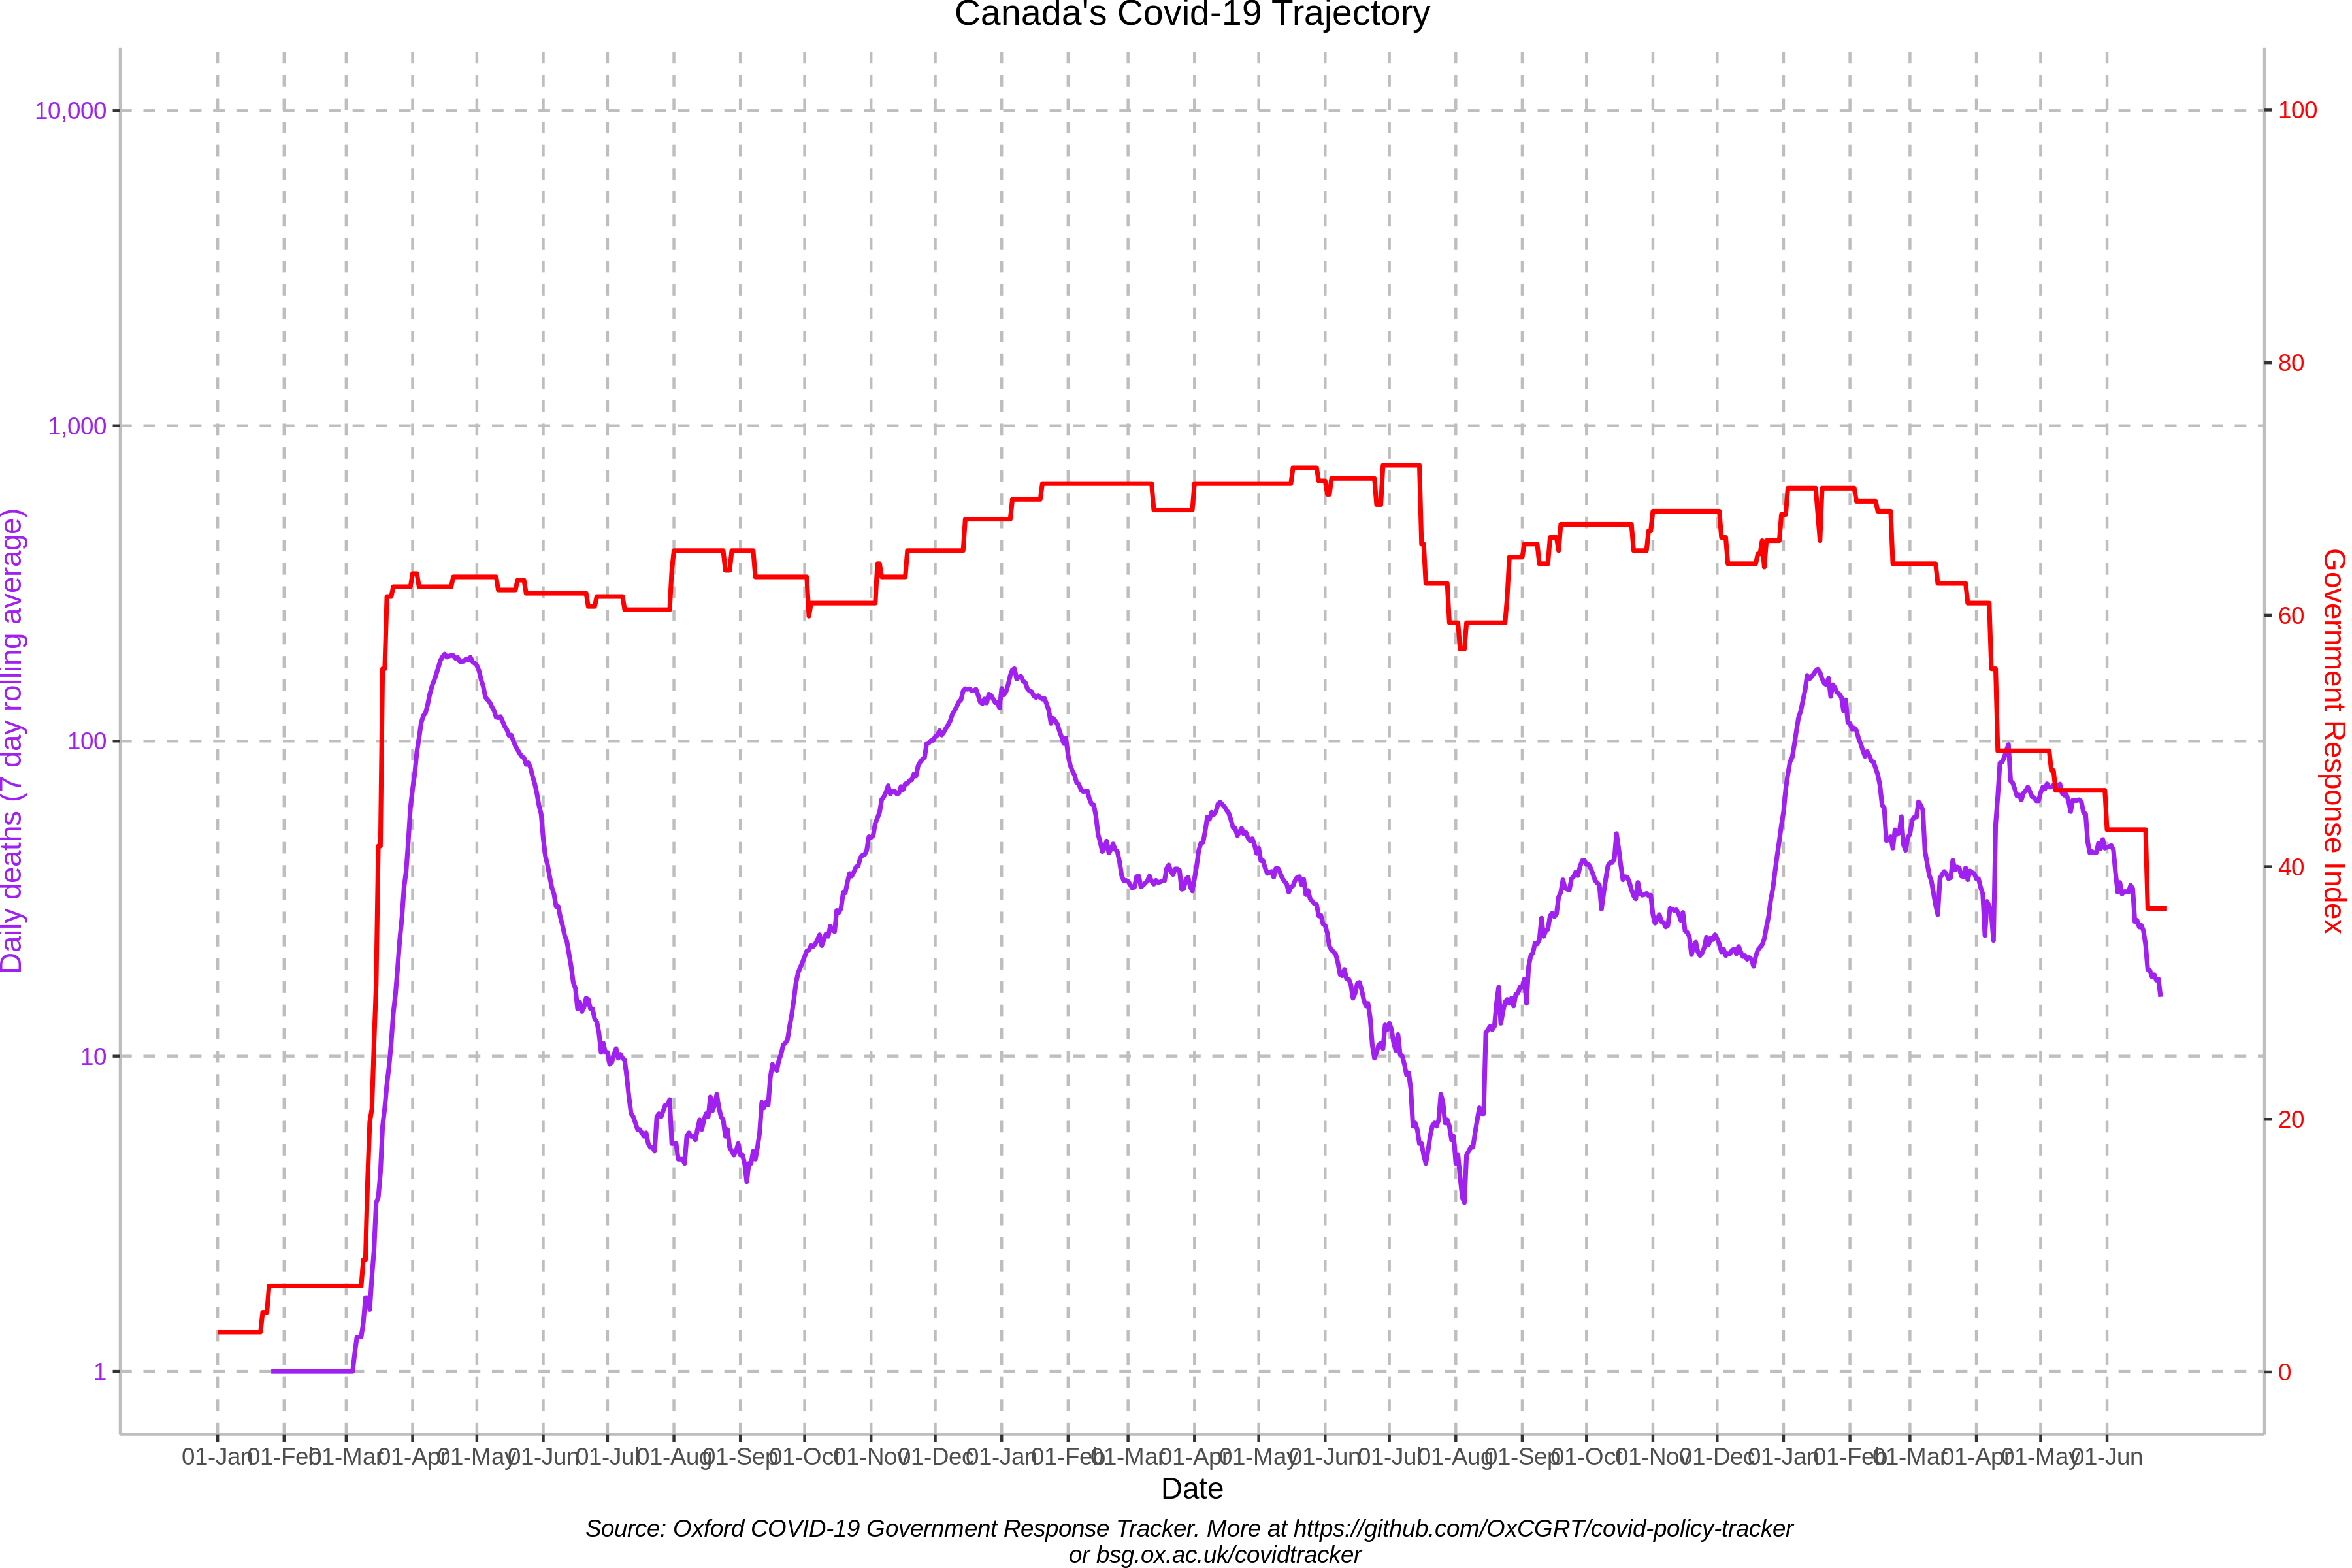 Canada's Covid-19 Trajectory
10,000
1,000
100
10
1
Daily deaths (7 day rolling average)
100
80
60
40
20
0
Government Response Index
01-Jan 01-Feb 01-Mar 01-Apr 01-May 01-Jun 01-Jul 01-Aug 01-Sep 01-Oct 01-Nov 01-Dec 01-Jan 01-Feb 01-Mar 01-Apr 01-May 01-Jun 01-Jul 01-Aug 01-Sep 01-Oct 01-Nov 01-Dec 01-Jan 01-Feb 01-Mar 01-Apr 01-May 01-Jun
Date
Source: Oxford COVID-19 Government Response Tracker. More at https://github.com/OxCGRT/covid-policy-tracker
or bsg.ox.ac.uk/covidtracker